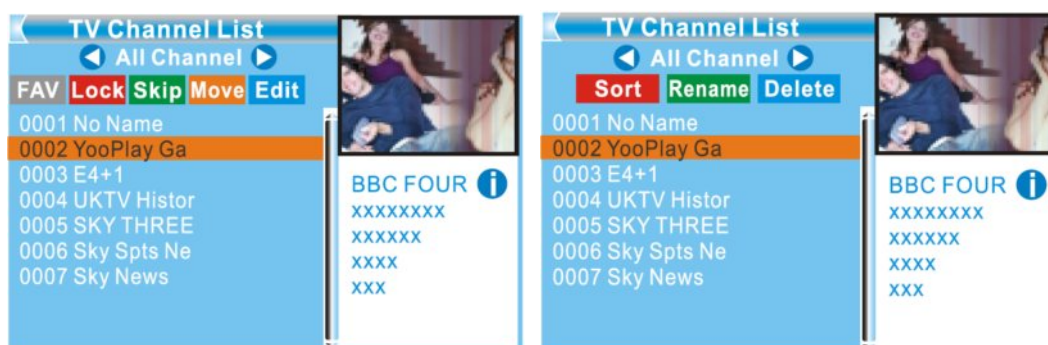 TV Channel List
All Channel
FAV Lock Skip Move Edit
0001 No Name
0002 YooPlay Ga
0003 E4+1
0004 UKTV Histor
0005 SKY THREE
0006 Sky Spts Ne
0007 Sky News
BBC FOUR i
xxxxxxxx
xxxxxx
xxxx
xxx
TV Channel List
All Channel
Sort Rename Delete
0001 No Name
0002 YooPlay Ga
0003 E4+1
0004 UKTV Histor
0005 SKY THREE
0006 Sky Spts Ne
0007 Sky News
BBC FOUR i
xxxxxxxx
xxxxxx
xxxx
xxx